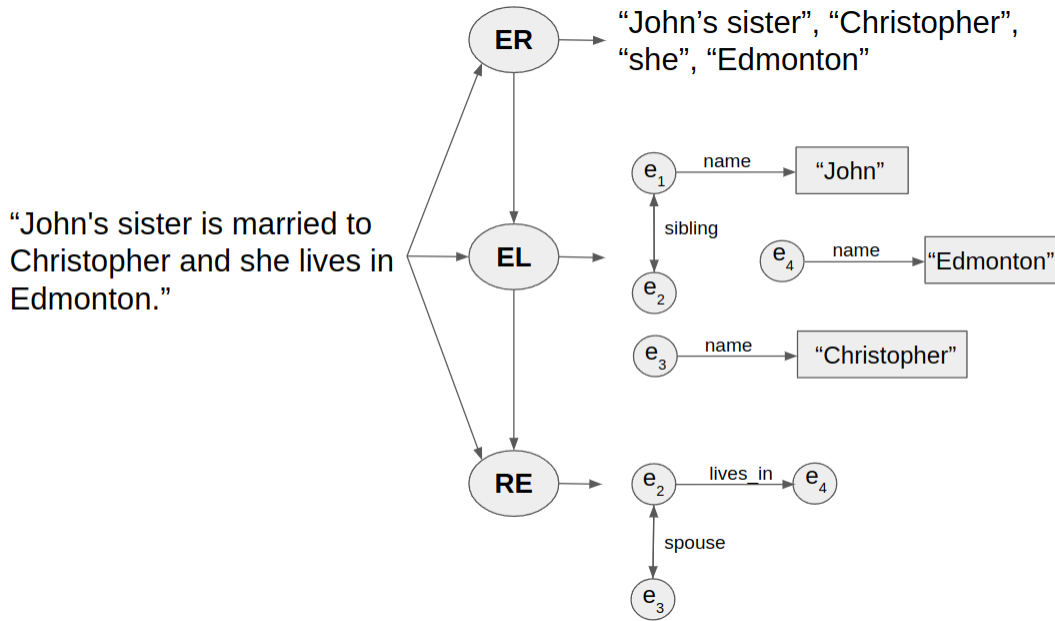 “John's sister is married to
Christopher and she lives in
Edmonton.”
ER
“John’s sister”, “Christopher”,
“she”, “Edmonton”
EL
e1
name
“John”
sibling
e2
e4
name
“Edmonton”
e3
name
“Christopher”
RE
e2
lives_in
e4
spouse
e3